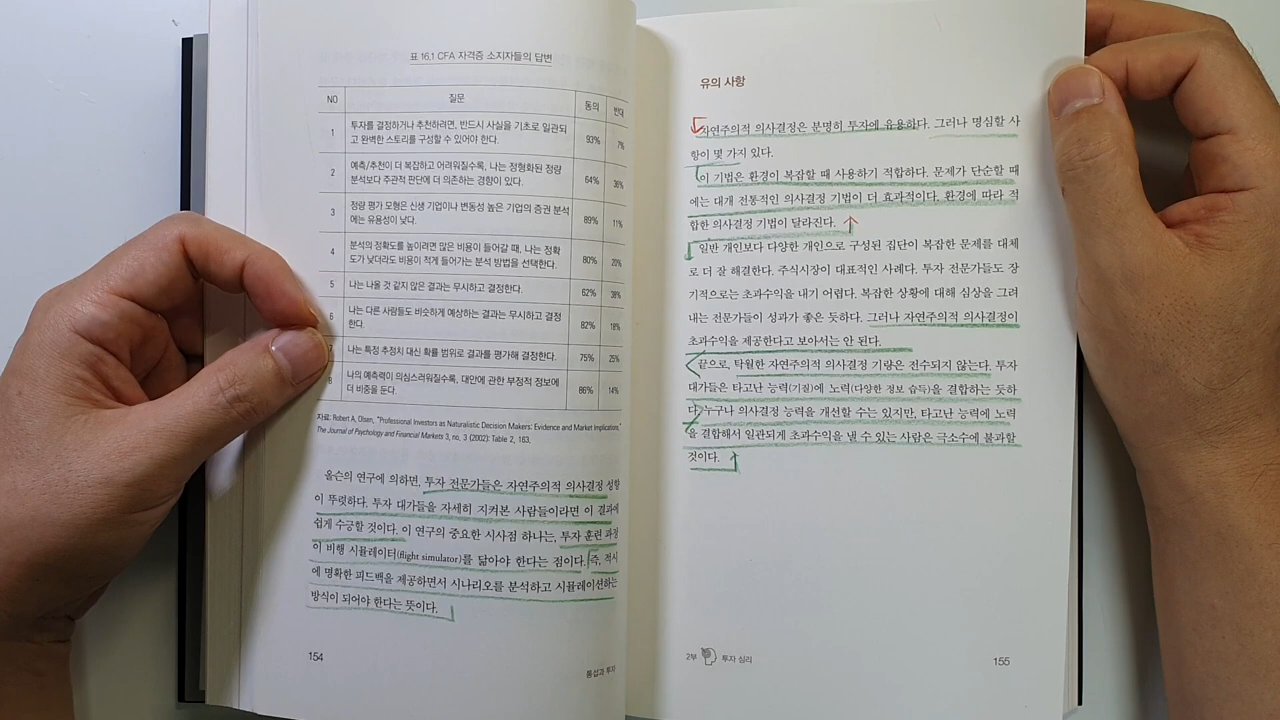 표 16.1 CFA 자격증 소지자들의 답변
NO 질문 동의 반대
1 투자를 결정하거나 추천하려면, 반드시 사실을 기초로 일관되
고 완벽한 스토리를 구성할 수 있어야 한다. 93% 7%
2 예측/추천이 더 복잡하고 어려워질수록, 나는 정형화된 정량
분석보다 주관적 판단에 더 의존하는 경향이 있다. 64% 36%
3 정량 평가 모형은 신생 기업이나 변동성 높은 기업의 증권 분석
에는 유용성이 낮다. 89% 11%
4 분석의 정확도를 높이려면 많은 비용이 들어갈 때, 나는 정확
도가 낮더라도 비용이 적게 들어가는 분석 방법을 선택한다. 80% 20%
5 나는 나올 것 같지 않은 결과는 무시하고 결정한다. 62% 38%
6 나는 다른 사람들도 비슷하게 예상하는 결과는 무시하고 결정
한다. 82% 18%
7 나는 특정 추정치 대신 확률 범위로 결과를 평가해 결정한다. 75% 25%
8 나의 예측력이 의심스러워질수록, 대안에 관한 부정적 정보에
더 비중을 둔다. 86% 14%
자료: Robert A. Olsen, "Professional Investors as Naturalistic Decision Makers: Evidence and Market Implications,"
The Journal of Psychology and Financial Markets 3, no. 3 (2002): Table 2, 163.
올슨의 연구에 의하면, 투자 전문가들은 자연주의적 의사결정 성향
이 뚜렷하다. 투자 대가들을 자세히 지켜본 사람들이라면 이 결과에
쉽게 수긍할 것이다. 이 연구의 중요한 시사점 하나는, 투자 훈련 과정
이 비행 시뮬레이터(flight simulator)를 닮아야 한다는 점이다. 즉, 적시
에 명확한 피드백을 제공하면서 시나리오를 분석하고 시뮬레이션하는
방식이 되어야 한다는 뜻이다.
154
통섭과 투자
유의 사항
자연주의적 의사결정은 분명히 투자에 유용하다. 그러나 명심할 사
항이 몇 가지 있다.
이 기법은 환경이 복잡할 때 사용하기 적합하다. 문제가 단순할 때
에는 대개 전통적인 의사결정 기법이 더 효과적이다. 환경에 따라 적
합한 의사결정 기법이 달라진다.
일반 개인보다 다양한 개인으로 구성된 집단이 복잡한 문제를 대체
로 더 잘 해결한다. 주식시장이 대표적인 사례다. 투자 전문가들도 장
기적으로는 초과수익을 내기 어렵다. 복잡한 상황에 대해 심상을 그려
내는 전문가들이 성과가 좋은 듯하다. 그러나 자연주의적 의사결정이
초과수익을 제공한다고 보아서는 안 된다.
끝으로, 탁월한 자연주의적 의사결정 기량은 전수되지 않는다. 투자
대가들은 타고난 능력(기질)에 노력(다양한 정보 습득)을 결합하는 듯하
다. 누구나 의사결정 능력을 개선할 수는 있지만, 타고난 능력에 노력
을 결합해서 일관되게 초과수익을 낼 수 있는 사람은 극소수에 불과할
것이다.
2부 투자 심리
155